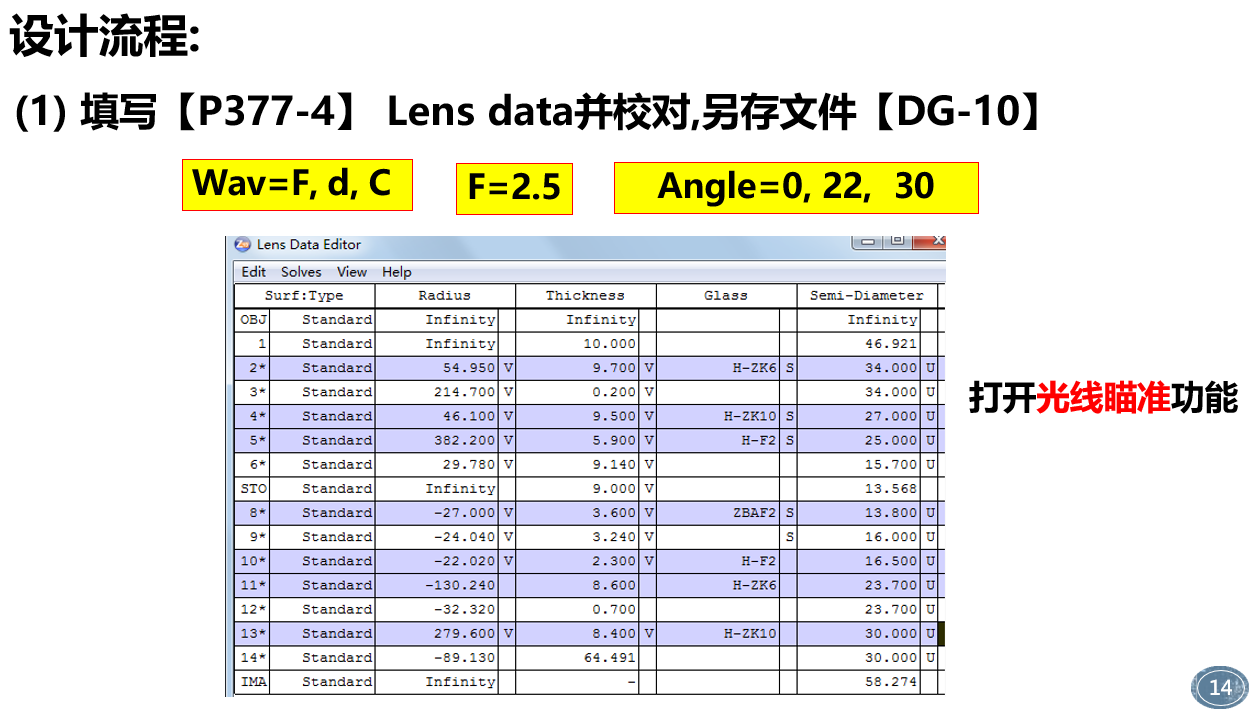 设计流程:
(1) 填写【P377-4】 Lens data并校对,另存文件【DG-10】
Wav=F, d, C
F=2.5
Angle=0, 22, 30
Lens Data Editor
Edit Solves View Help
Surf:Type Radius Thickness Glass Semi-Diameter
OBJ Standard Infinity Infinity Infinity
1 Standard Infinity 10.000 46.921
2* Standard 54.950 V 9.700 V H-ZK6 S 34.000 U
3* Standard 214.700 V 0.200 V 34.000 U
4* Standard 46.100 V 9.500 V H-ZK10 S 27.000 U
5* Standard 382.200 V 5.900 V H-F2 S 25.000 U
6* Standard 29.780 V 9.140 V 15.700 U
STO Standard Infinity 9.000 V 13.568
8* Standard -27.000 V 3.600 V ZBAF2 S 13.800 U
9* Standard -24.040 V 3.240 V S 16.000 U
10* Standard -22.020 V 2.300 V H-F2 16.500 U
11* Standard -130.240 8.600 H-ZK6 23.700 U
12* Standard -32.320 0.700 23.700 U
13* Standard 279.600 V 8.400 V H-ZK10 30.000 U
14* Standard -89.130 64.491 30.000 U
IMA Standard Infinity - 58.274
打开光线瞄准功能
14